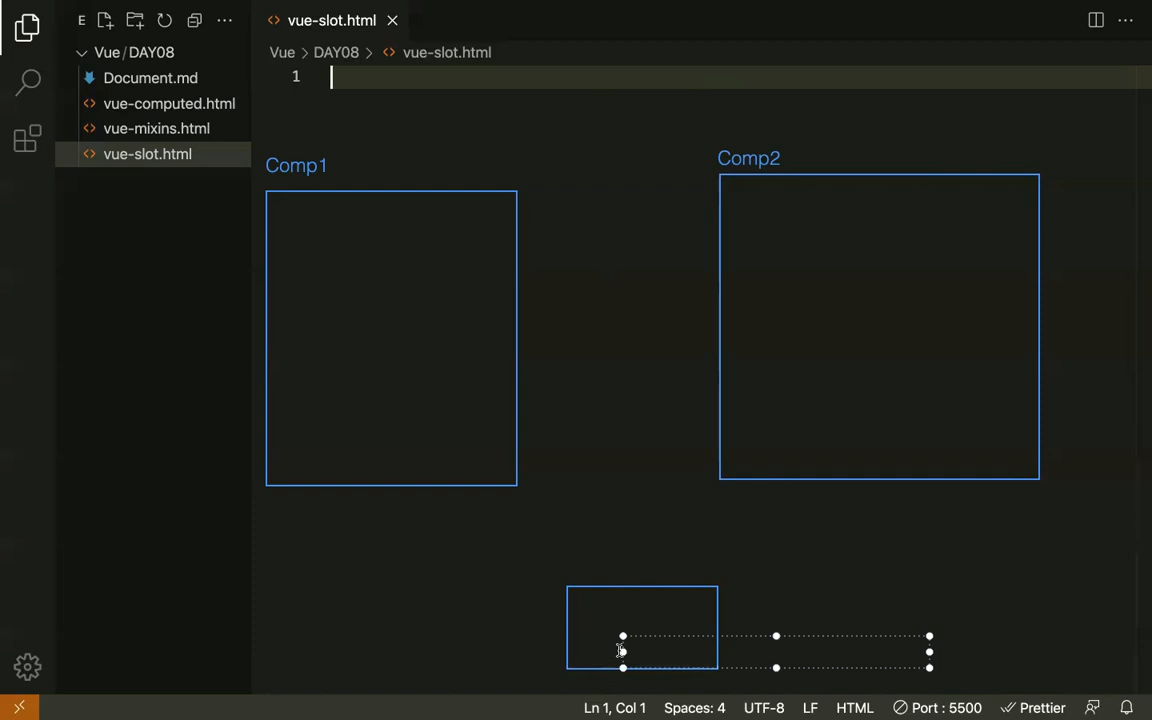 E
vue-slot.html
Vue/DAY08
Vue > DAY08 > vue-slot.html
Document.md
1
vue-computed.html
vue-mixins.html
vue-slot.html
Comp1
Comp2
Ln 1, Col 1 Spaces: 4 UTF-8 LF HTML Port : 5500 Prettier